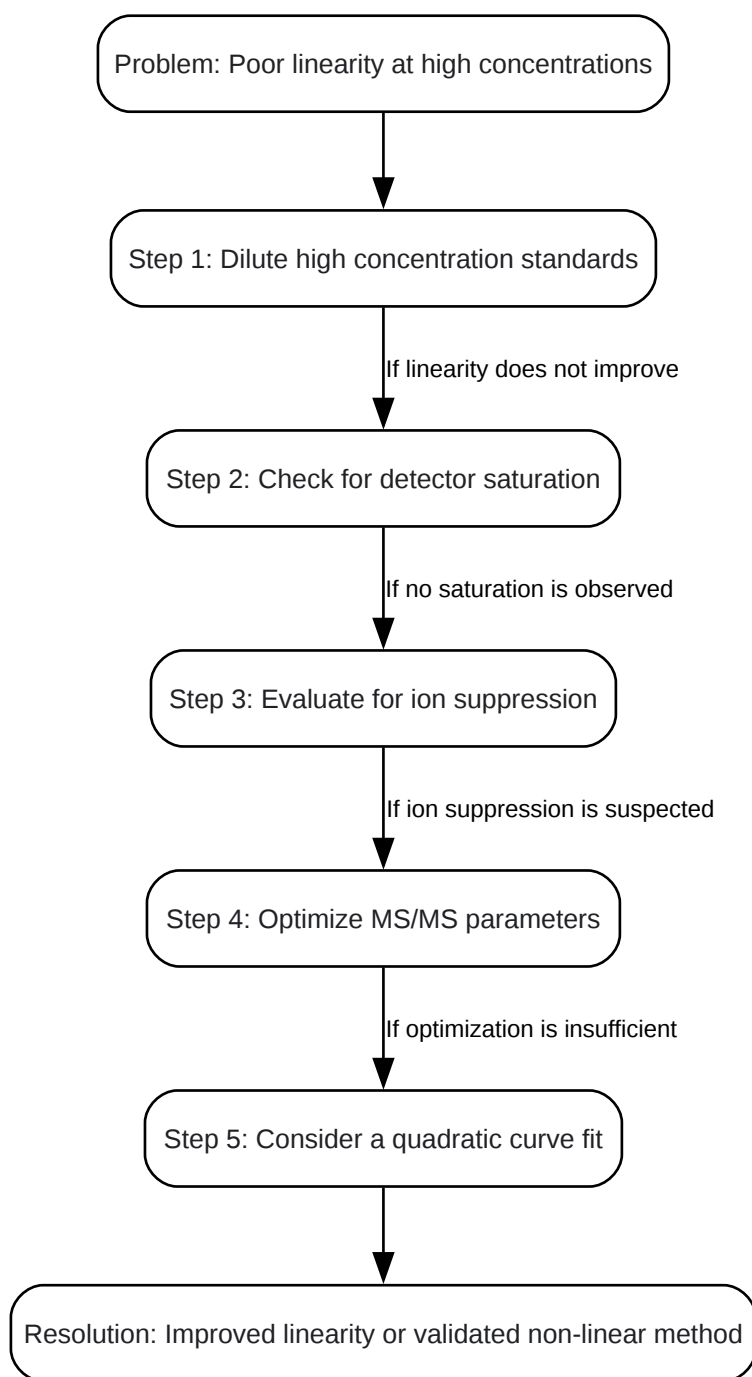 Problem: Poor linearity at high concentrations
Step 1: Dilute high concentration standards
If linearity does not improve
Step 2: Check for detector saturation
If no saturation is observed
Step 3: Evaluate for ion suppression
If ion suppression is suspected
Step 4: Optimize MS/MS parameters
If optimization is insufficient
Step 5: Consider a quadratic curve fit
Resolution: Improved linearity or validated non-linear method